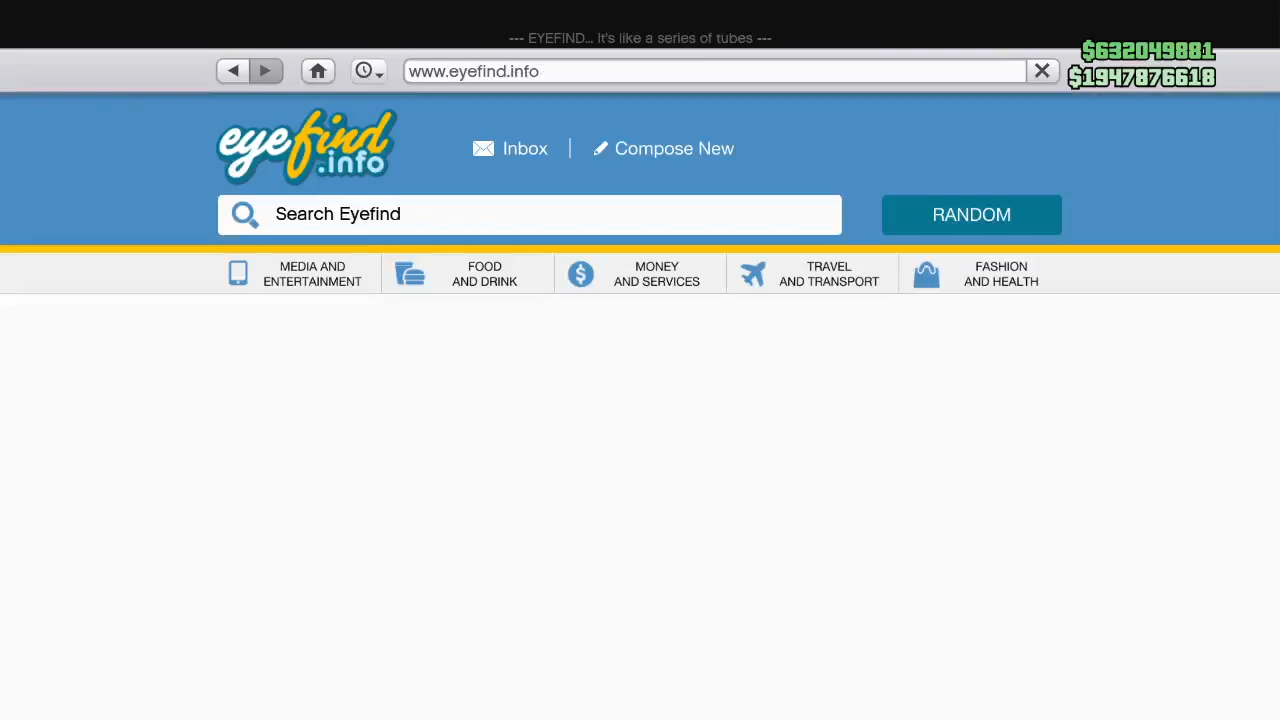 --- EYEFIND... It's like a series of tubes ---
$632049881
www.eyefind.info
$1947876618
eyefind.info
Inbox
Compose New
Search Eyefind
RANDOM
MEDIA AND
ENTERTAINMENT
FOOD
AND DRINK
MONEY
AND SERVICES
TRAVEL
AND TRANSPORT
FASHION
AND HEALTH